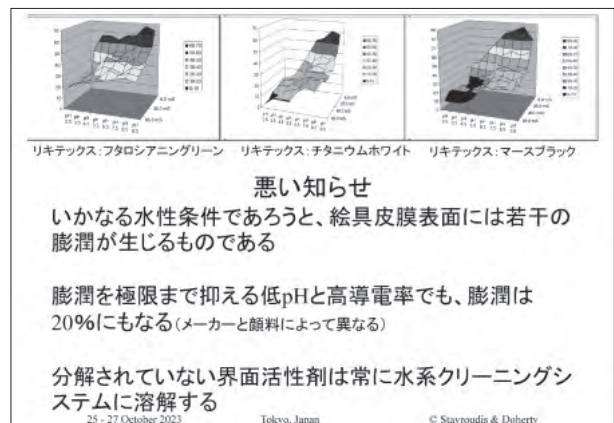 リキテックス：フタロシアニングリーン
リキテックス：チタニウムホワイト
リキテックス：マースブラック
悪い知らせ
いかなる水性条件であろうと、絵具皮膜表面には若干の
膨潤が生じるものである
膨潤を極限まで抑える低pHと高導電率でも、膨潤は
20%にもなる（メーカーと顔料によって異なる）
分解されていない界面活性剤は常に水系クリーニングシ
ステムに溶解する
25 - 27 October 2023
Tokyo, Japan
© Stavroudis & Doherty